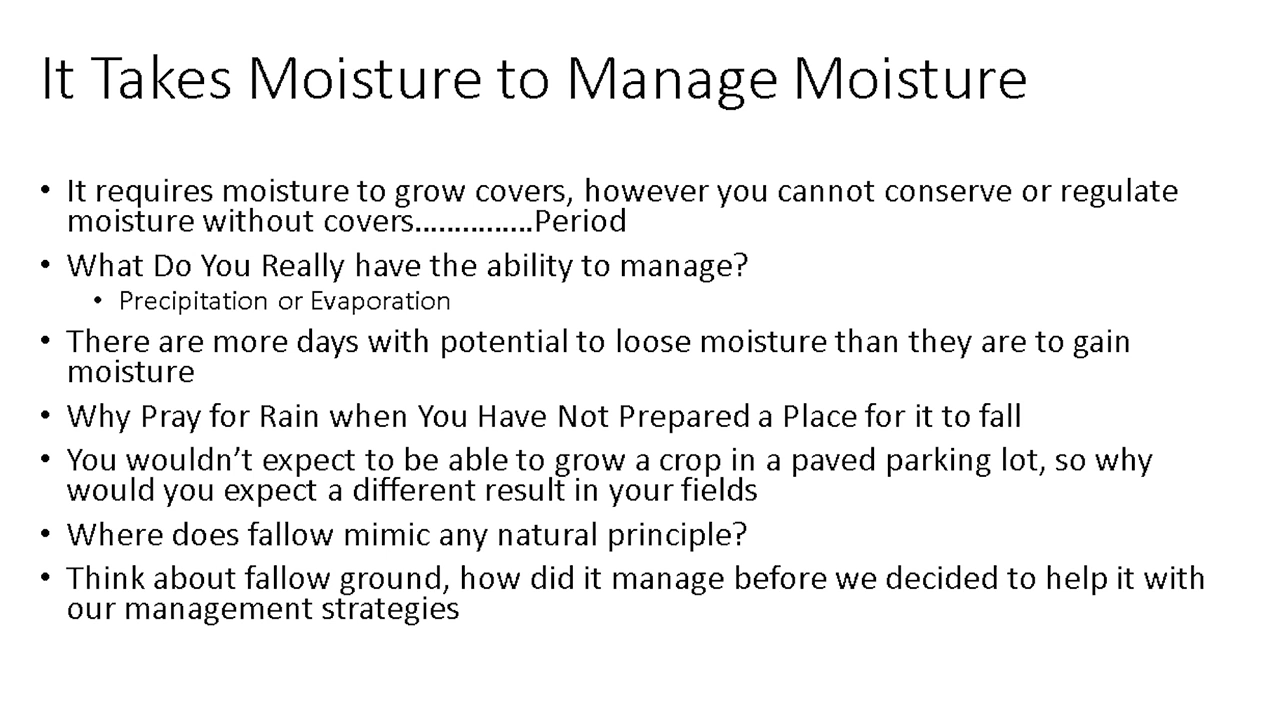 It Takes Moisture to Manage Moisture
• It requires moisture to grow covers, however you cannot conserve or regulate
moisture without covers……………Period
• What Do You Really have the ability to manage?
• Precipitation or Evaporation
• There are more days with potential to loose moisture than they are to gain
moisture
• Why Pray for Rain when You Have Not Prepared a Place for it to fall
• You wouldn’t expect to be able to grow a crop in a paved parking lot, so why
would you expect a different result in your fields
• Where does fallow mimic any natural principle?
• Think about fallow ground, how did it manage before we decided to help it with
our management strategies